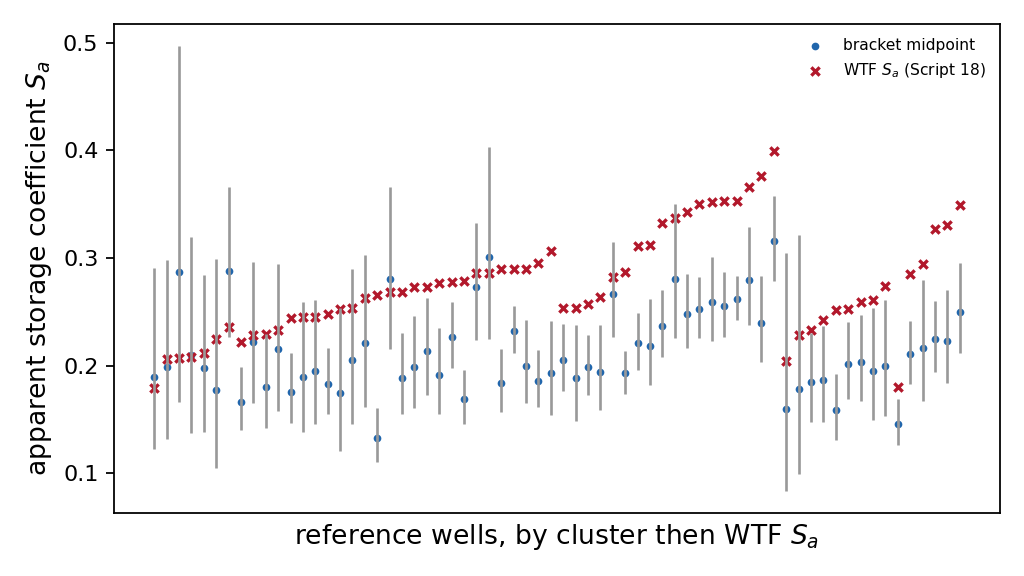 bracket midpoint
WTF Sa (Script 18)
apparent storage coefficient Sa
0.5
0.4
0.3
0.2
0.1
reference wells, by cluster then WTF Sa